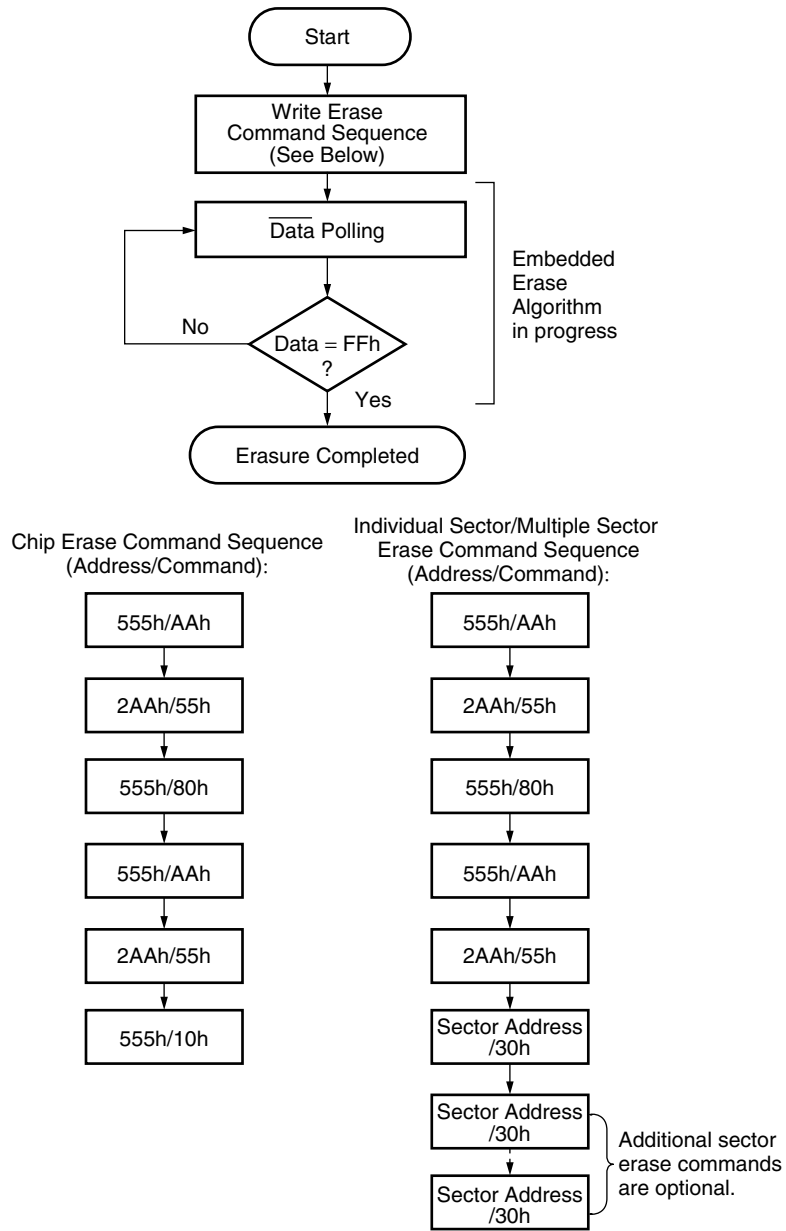 Start
Write Erase
Command Sequence
(See Below)
Data Polling
Embedded
Erase
Algorithm
in progress
No
Data = FFh
?
Yes
Erasure Completed
Chip Erase Command Sequence
(Address/Command):
555h/AAh
2AAh/55h
555h/80h
555h/AAh
2AAh/55h
555h/10h
Individual Sector/Multiple Sector
Erase Command Sequence
(Address/Command):
555h/AAh
2AAh/55h
555h/80h
555h/AAh
2AAh/55h
Sector Address
/30h
Sector Address
/30h
Sector Address
/30h
Additional sector
erase commands
are optional.